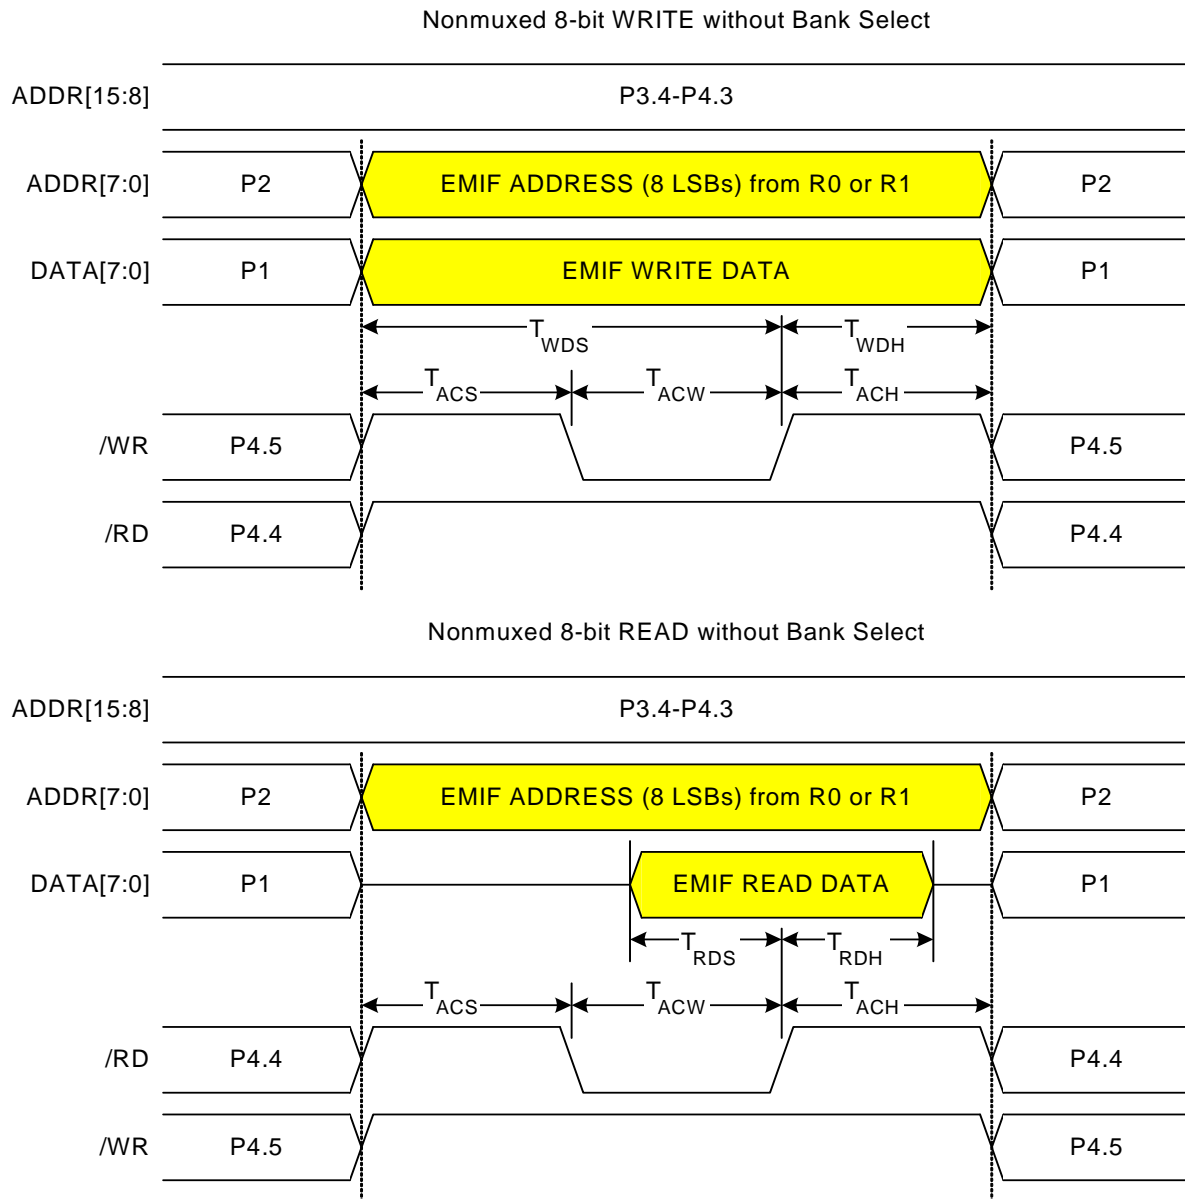 Nonmuxed 8-bit WRITE without Bank Select
ADDR[15:8] P3.4-P4.3
ADDR[7:0] P2 EMIF ADDRESS (8 LSBs) from R0 or R1 P2
DATA[7:0] P1 EMIF WRITE DATA P1
TWDS TWDH
TACS TACW TACH
/WR P4.5 P4.5
/RD P4.4 P4.4
Nonmuxed 8-bit READ without Bank Select
ADDR[15:8] P3.4-P4.3
ADDR[7:0] P2 EMIF ADDRESS (8 LSBs) from R0 or R1 P2
DATA[7:0] P1 EMIF READ DATA P1
TRDS TRDH
TACS TACW TACH
/RD P4.4 P4.4
/WR P4.5 P4.5